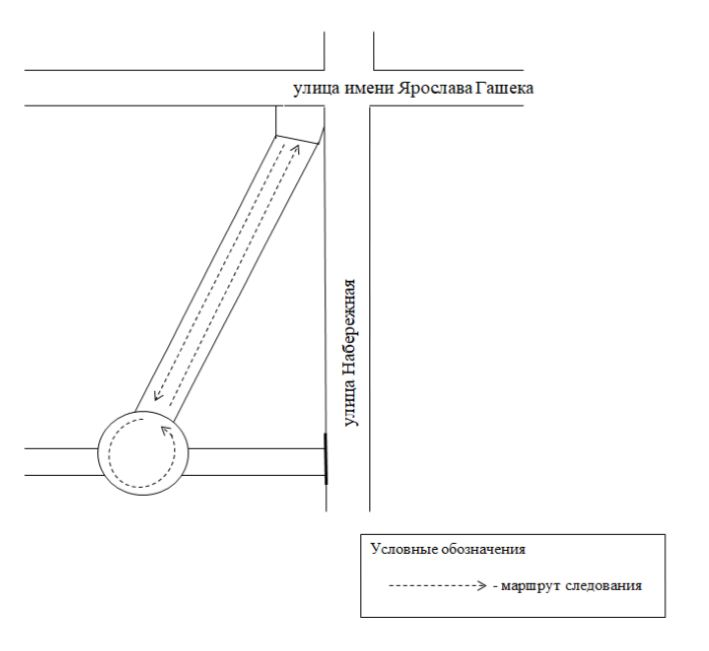 улица имени Ярослава Гашека
улица Набережная
Условные обозначения
- маршрут следования